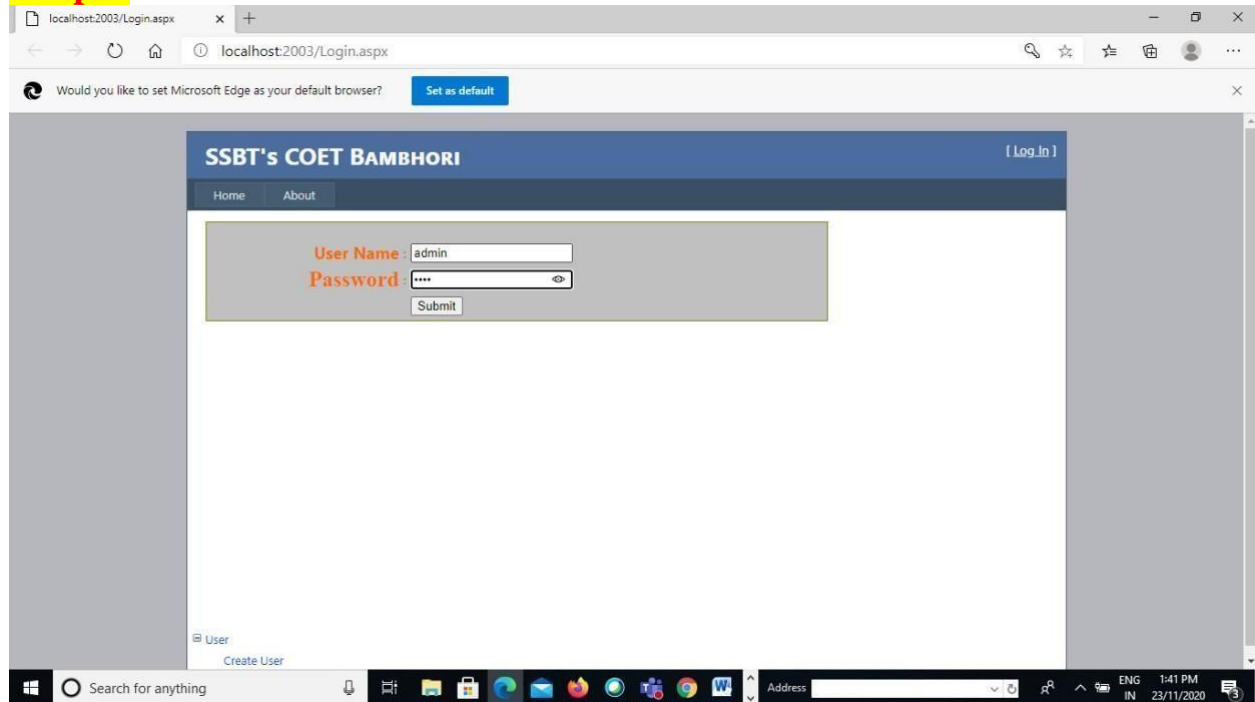 localhost:2003/Login.aspx
localhost:2003/Login.aspx
Would you like to set Microsoft Edge as your default browser? Set as default
SSBT's COET BAMBHORI [ Log In ]
Home About
User Name : admin
Password : ••••
Submit
User
Create User
Search for anything Address ENG 1:41 PM
IN 23/11/2020 3